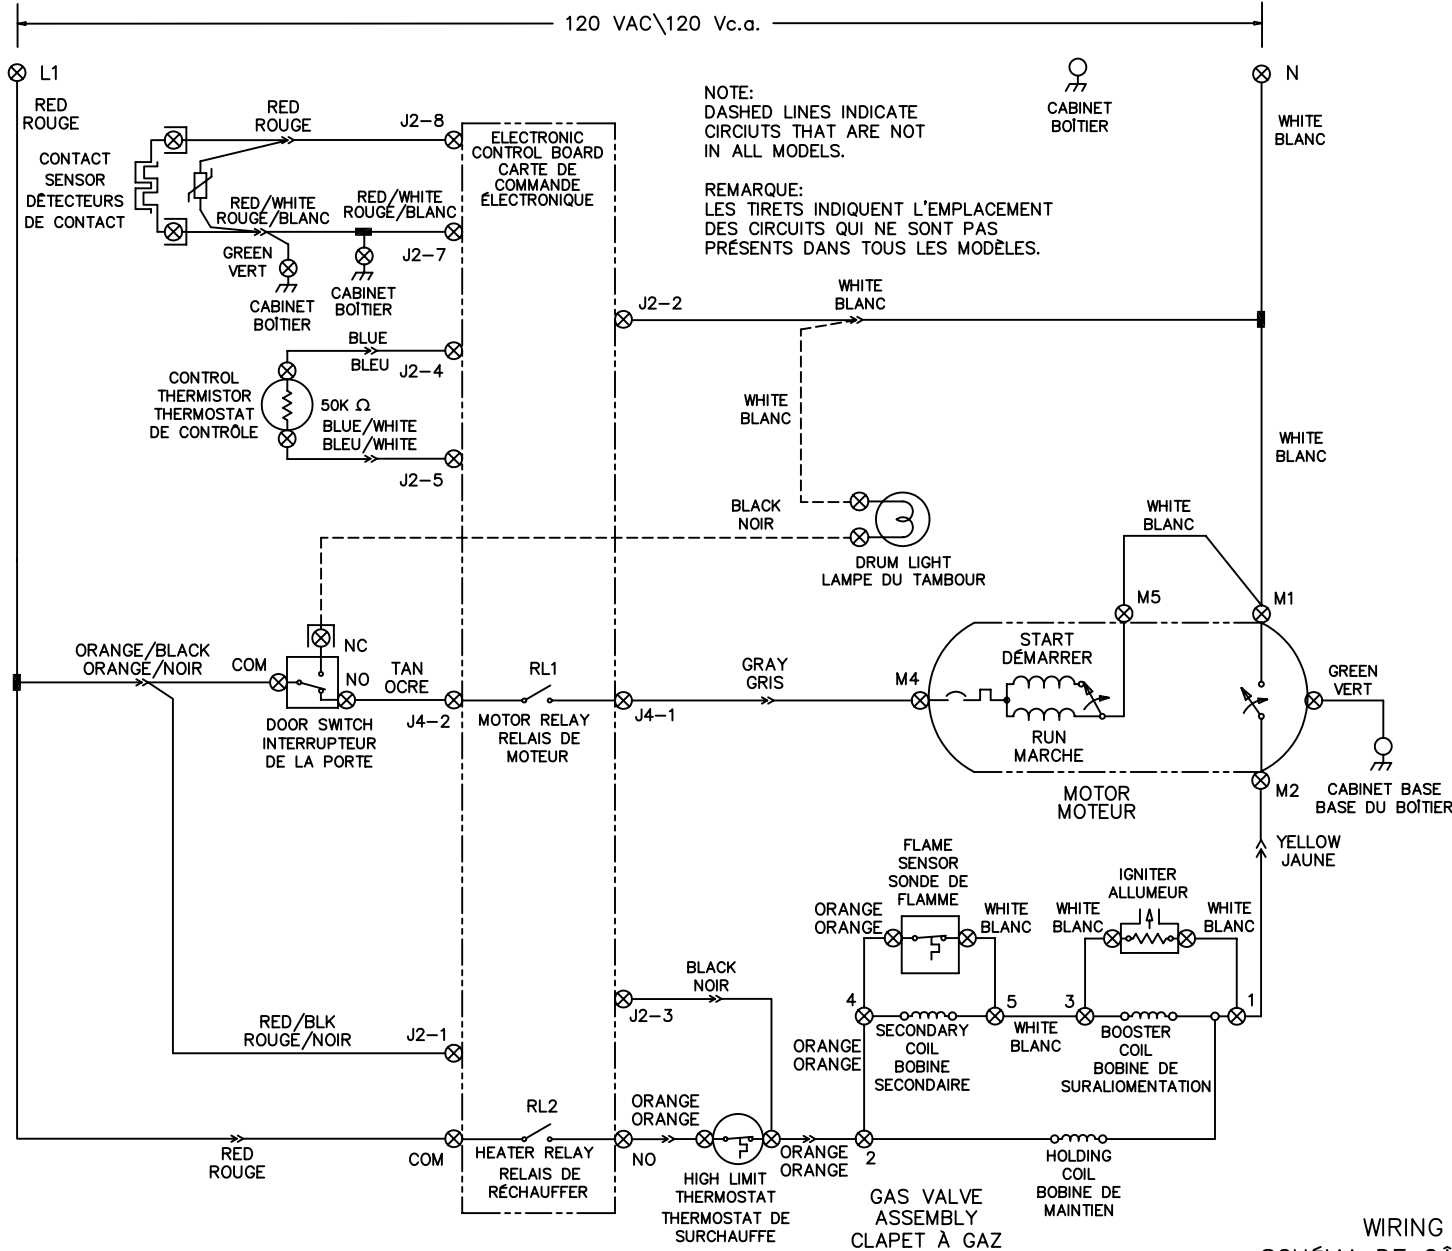 120 VAC\120 Vc.a.
L1
N
RED
ROUGE
RED
ROUGE
J2-8
ELECTRONIC
CONTROL BOARD
CARTE DE
COMMANDE
ÉLECTRONIQUE
NOTE:
DASHED LINES INDICATE
CIRCIUTS THAT ARE NOT
IN ALL MODELS.
REMARQUE:
LES TIRETS INDIQUENT L'EMPLACEMENT
DES CIRCUITS QUI NE SONT PAS
PRÉSENTS DANS TOUS LES MODÈLES.
CABINET
BOÎTIER
WHITE
BLANC
CONTACT
SENSOR
DÉTECTEURS
DE CONTACT
RED/WHITE
ROUGE/BLANC
RED/WHITE
ROUGE/BLANC
J2-7
GREEN
VERT
CABINET
BOÎTIER
CABINET
BOÎTIER
J2-2
WHITE
BLANC
BLUE
BLEU
J2-4
CONTROL
THERMISTOR
THERMOSTAT
DE CONTRÔLE
50K Ω
BLUE/WHITE
BLEU/WHITE
J2-5
WHITE
BLANC
WHITE
BLANC
BLACK
NOIR
DRUM LIGHT
LAMPE DU TAMBOUR
WHITE
BLANC
M5
M1
ORANGE/BLACK
ORANGE/NOIR
COM
NC
NO
TAN
OCRE
J4-2
DOOR SWITCH
INTERRUPTEUR
DE LA PORTE
RL1
MOTOR RELAY
RELAIS DE
MOTEUR
J4-1
GRAY
GRIS
M4
START
DÉMARRER
RUN
MARCHE
MOTOR
MOTEUR
M2
GREEN
VERT
CABINET BASE
BASE DU BOÎTIER
YELLOW
JAUNE
FLAME
SENSOR
SONDE DE
FLAMME
ORANGE
ORANGE
WHITE
BLANC
IGNITER
ALLUMEUR
WHITE
BLANC
WHITE
BLANC
BLACK
NOIR
J2-3
4
5
3
1
SECONDARY
COIL
BOBINE
SECONDAIRE
WHITE
BLANC
BOOSTER
COIL
BOBINE DE
SURALIOMENTATION
ORANGE
ORANGE
RED/BLK
ROUGE/NOIR
J2-1
RED
ROUGE
COM
RL2
HEATER RELAY
RELAIS DE
RÉCHAUFFER
NO
ORANGE
ORANGE
HIGH LIMIT
THERMOSTAT
THERMOSTAT DE
SURCHAUFFE
ORANGE
ORANGE
2
HOLDING
COIL
BOBINE DE
MAINTIEN
GAS VALVE
ASSEMBLY
CLAPET À GAZ
WIRING